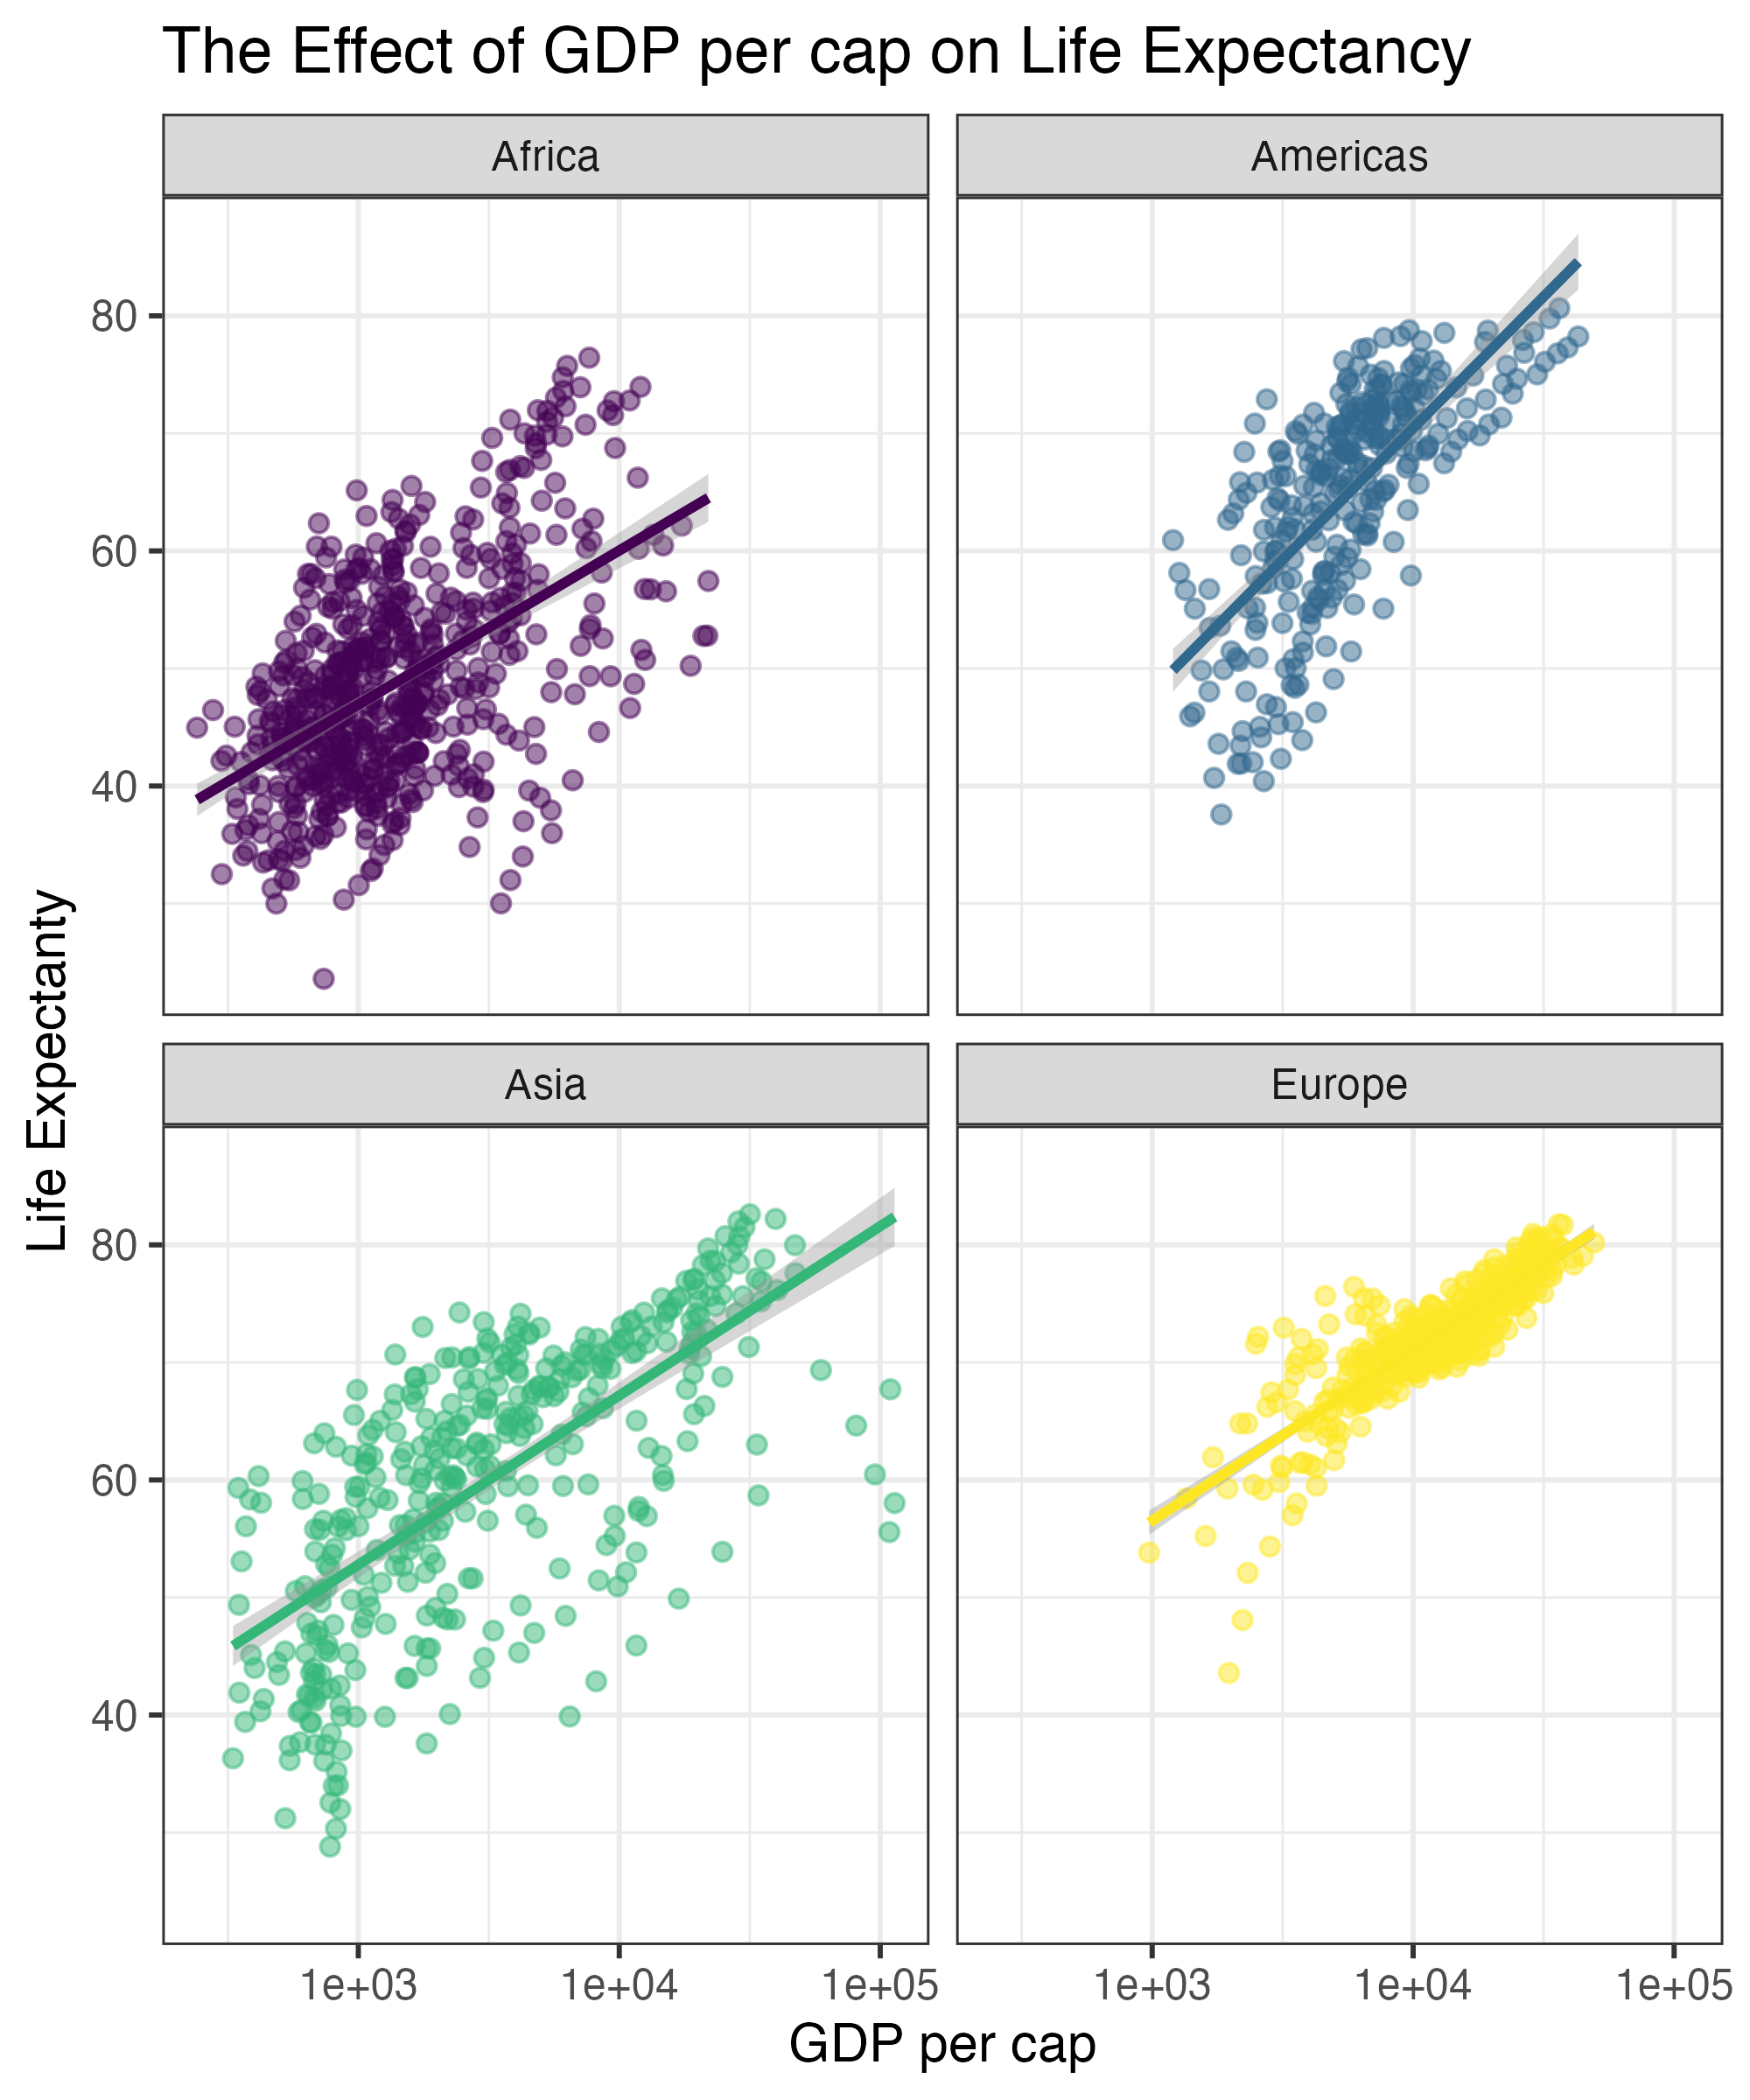 The Effect of GDP per cap on Life Expectancy
Africa
Americas
80
60
40
Life Expectanty
Asia
Europe
80
60
40
1e+03
1e+04
1e+05
1e+03
1e+04
1e+05
GDP per cap